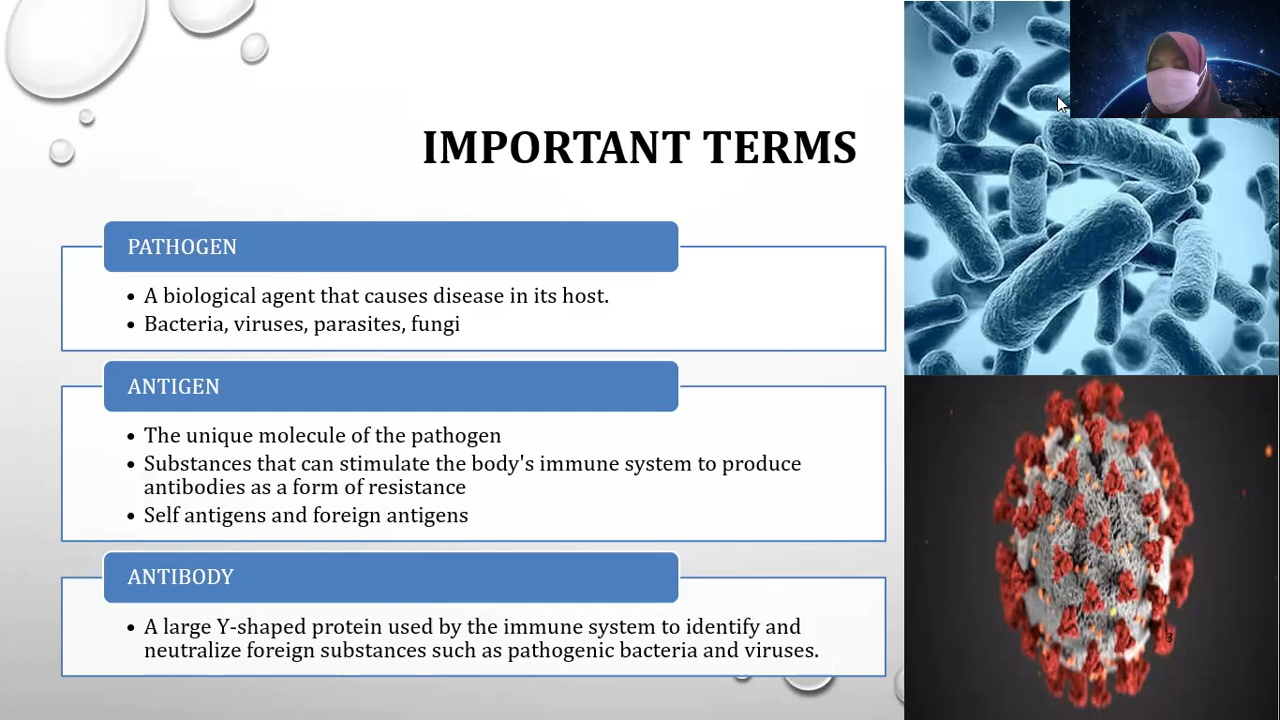 IMPORTANT TERMS
PATHOGEN
• A biological agent that causes disease in its host.
• Bacteria, viruses, parasites, fungi
ANTIGEN
• The unique molecule of the pathogen
• Substances that can stimulate the body's immune system to produce
antibodies as a form of resistance
• Self antigens and foreign antigens
ANTIBODY
• A large Y-shaped protein used by the immune system to identify and
neutralize foreign substances such as pathogenic bacteria and viruses.
3